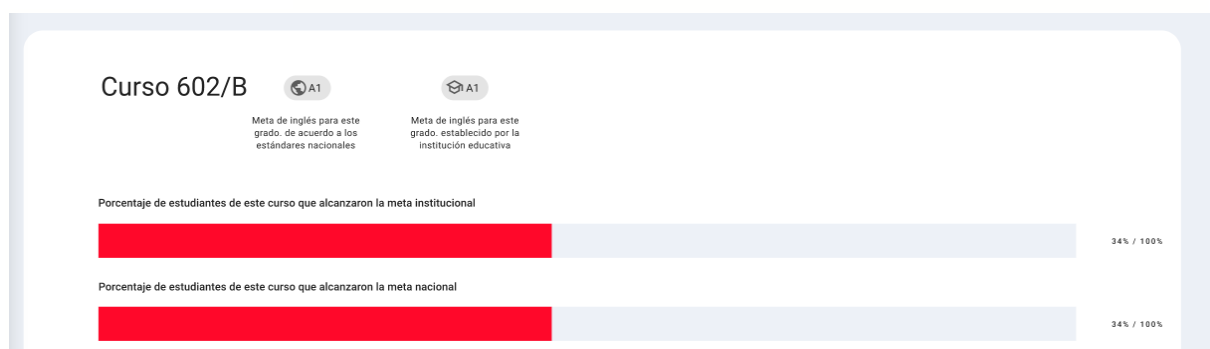 Curso 602/B
A1
A1
Meta de inglés para este
grado. de acuerdo a los
estándares nacionales
Meta de inglés para este
grado. establecido por la
institución educativa
Porcentaje de estudiantes de este curso que alcanzaron la meta institucional
34% / 100%
Porcentaje de estudiantes de este curso que alcanzaron la meta nacional
34% / 100%